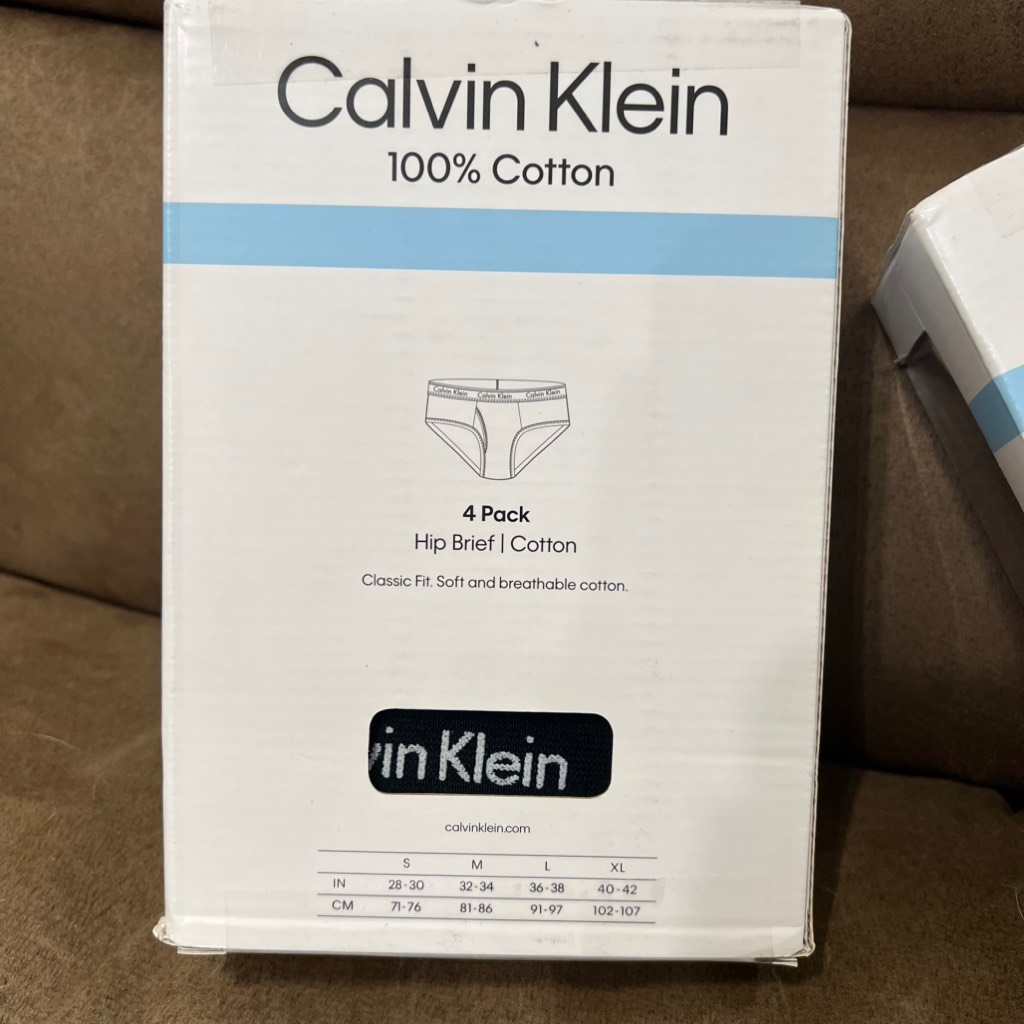 Calvin Klein
100% Cotton
Calvin Klein Calvin Klein Calvin Klein
4 Pack
Hip Brief | Cotton
Classic Fit. Soft and breathable cotton.
vin Klein
calvinklein.com
S M L XL
IN 28-30 32-34 36-38 40-42
CM 71-76 81-86 91-97 102-107